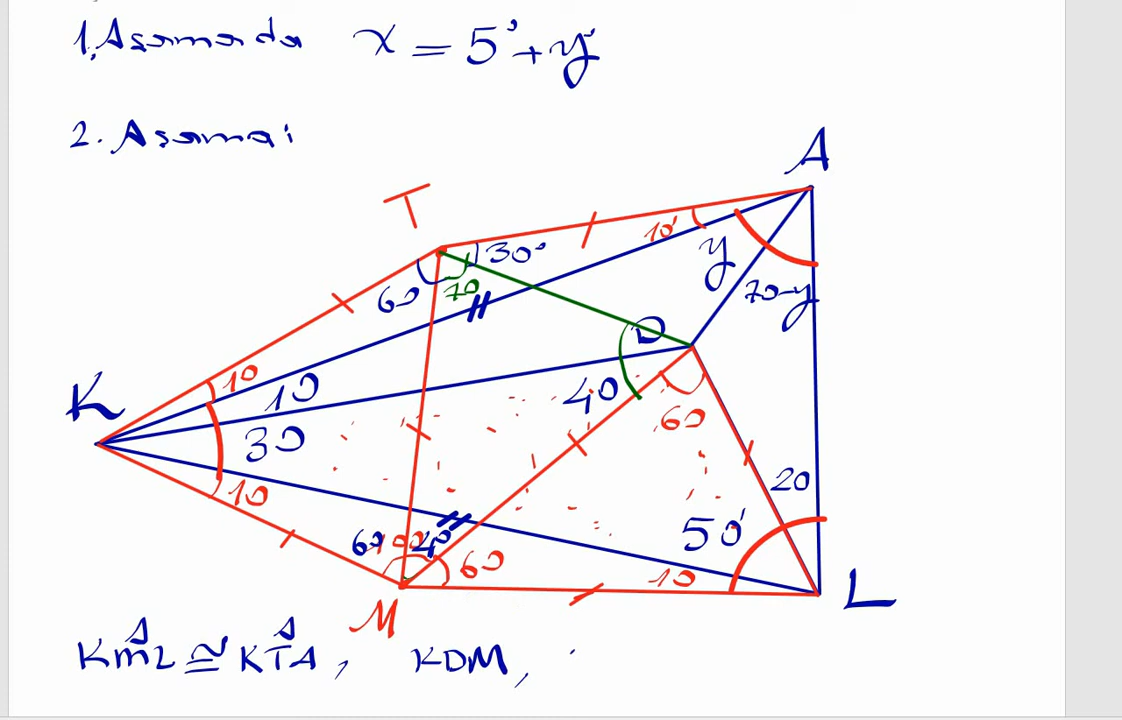 1. Aşamada x = 5° + y
2. Aşama:
A
T
10°
30°
y
60
70
70-y
D
10
10
40
K
30
60
20
10
50°
60
10
L
M
KML ≅ KTA, KDM,